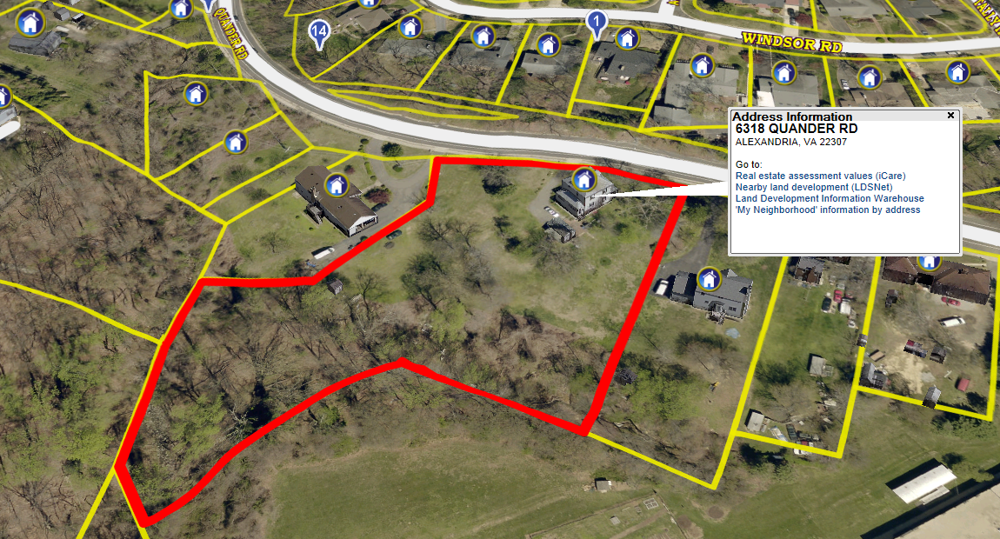 QUANDER RD
14
1
WINDSOR RD
Address Information
6318 QUANDER RD
ALEXANDRIA, VA 22307
Go to:
Real estate assessment values (iCare)
Nearby land development (LDSNet)
Land Development Information Warehouse
'My Neighborhood' information by address